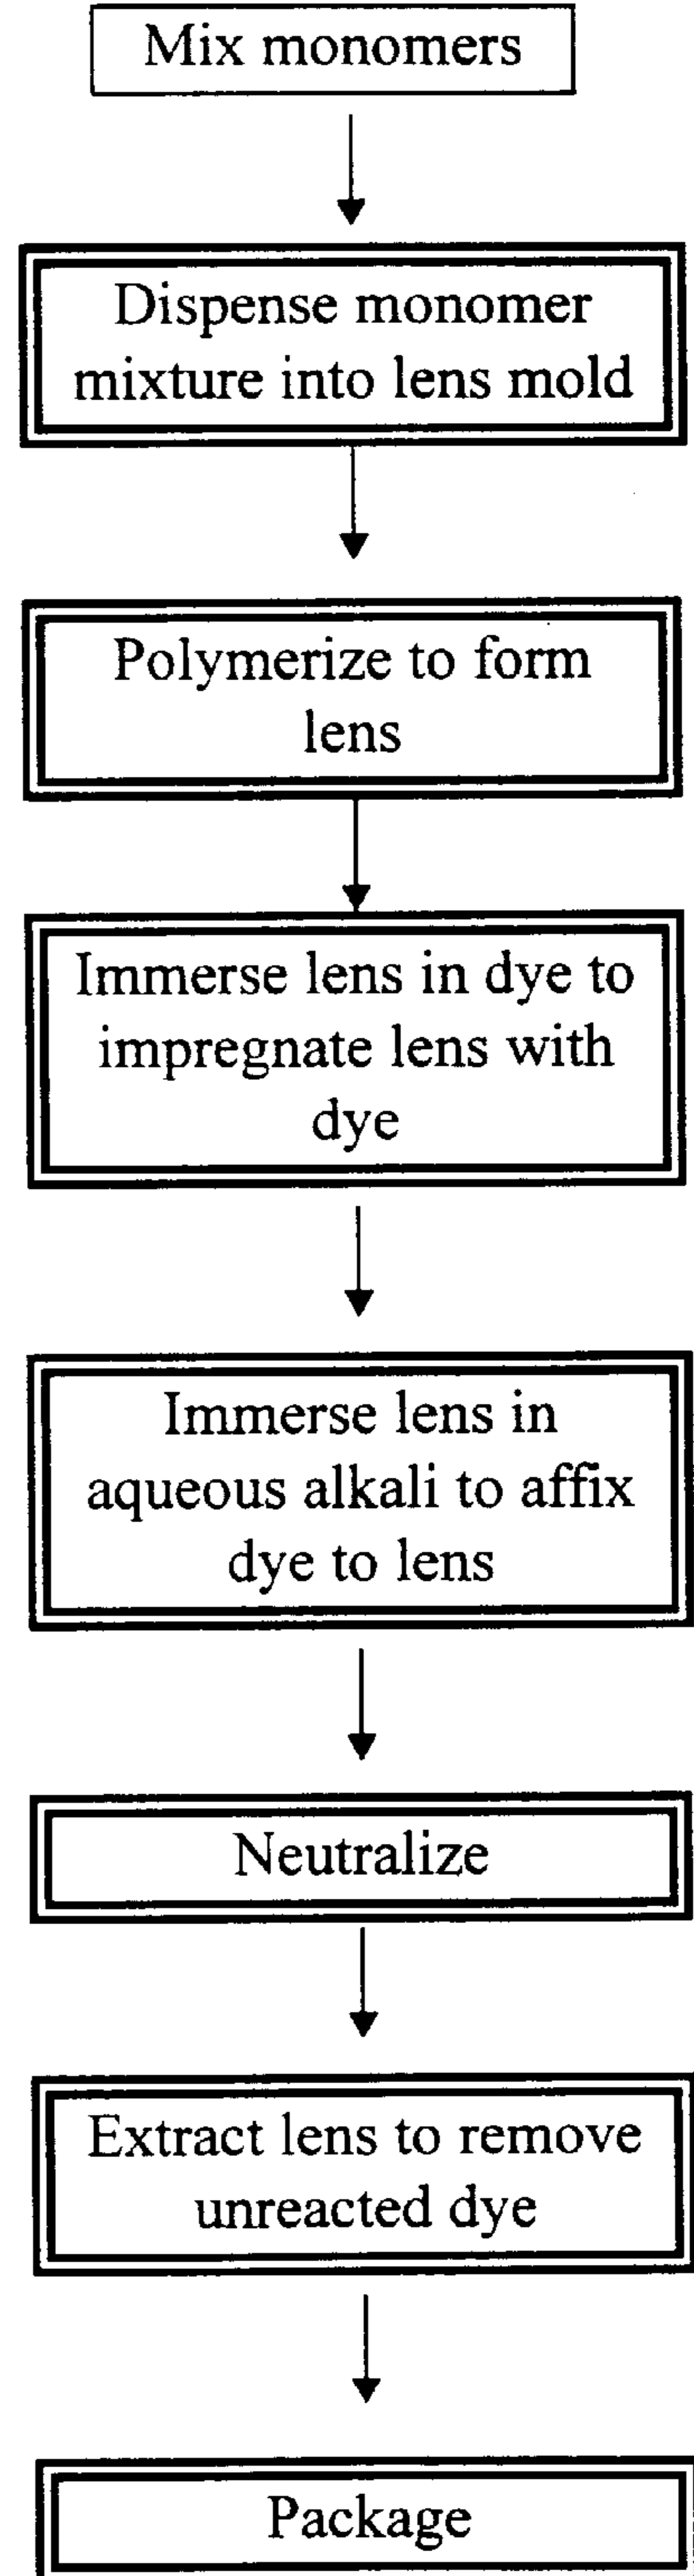 Mix monomers
Dispense monomer
mixture into lens mold
Polymerize to form
lens
Immerse lens in dye to
impregnate lens with
dye
Immerse lens in
aqueous alkali to affix
dye to lens
Neutralize
Extract lens to remove
unreacted dye
Package